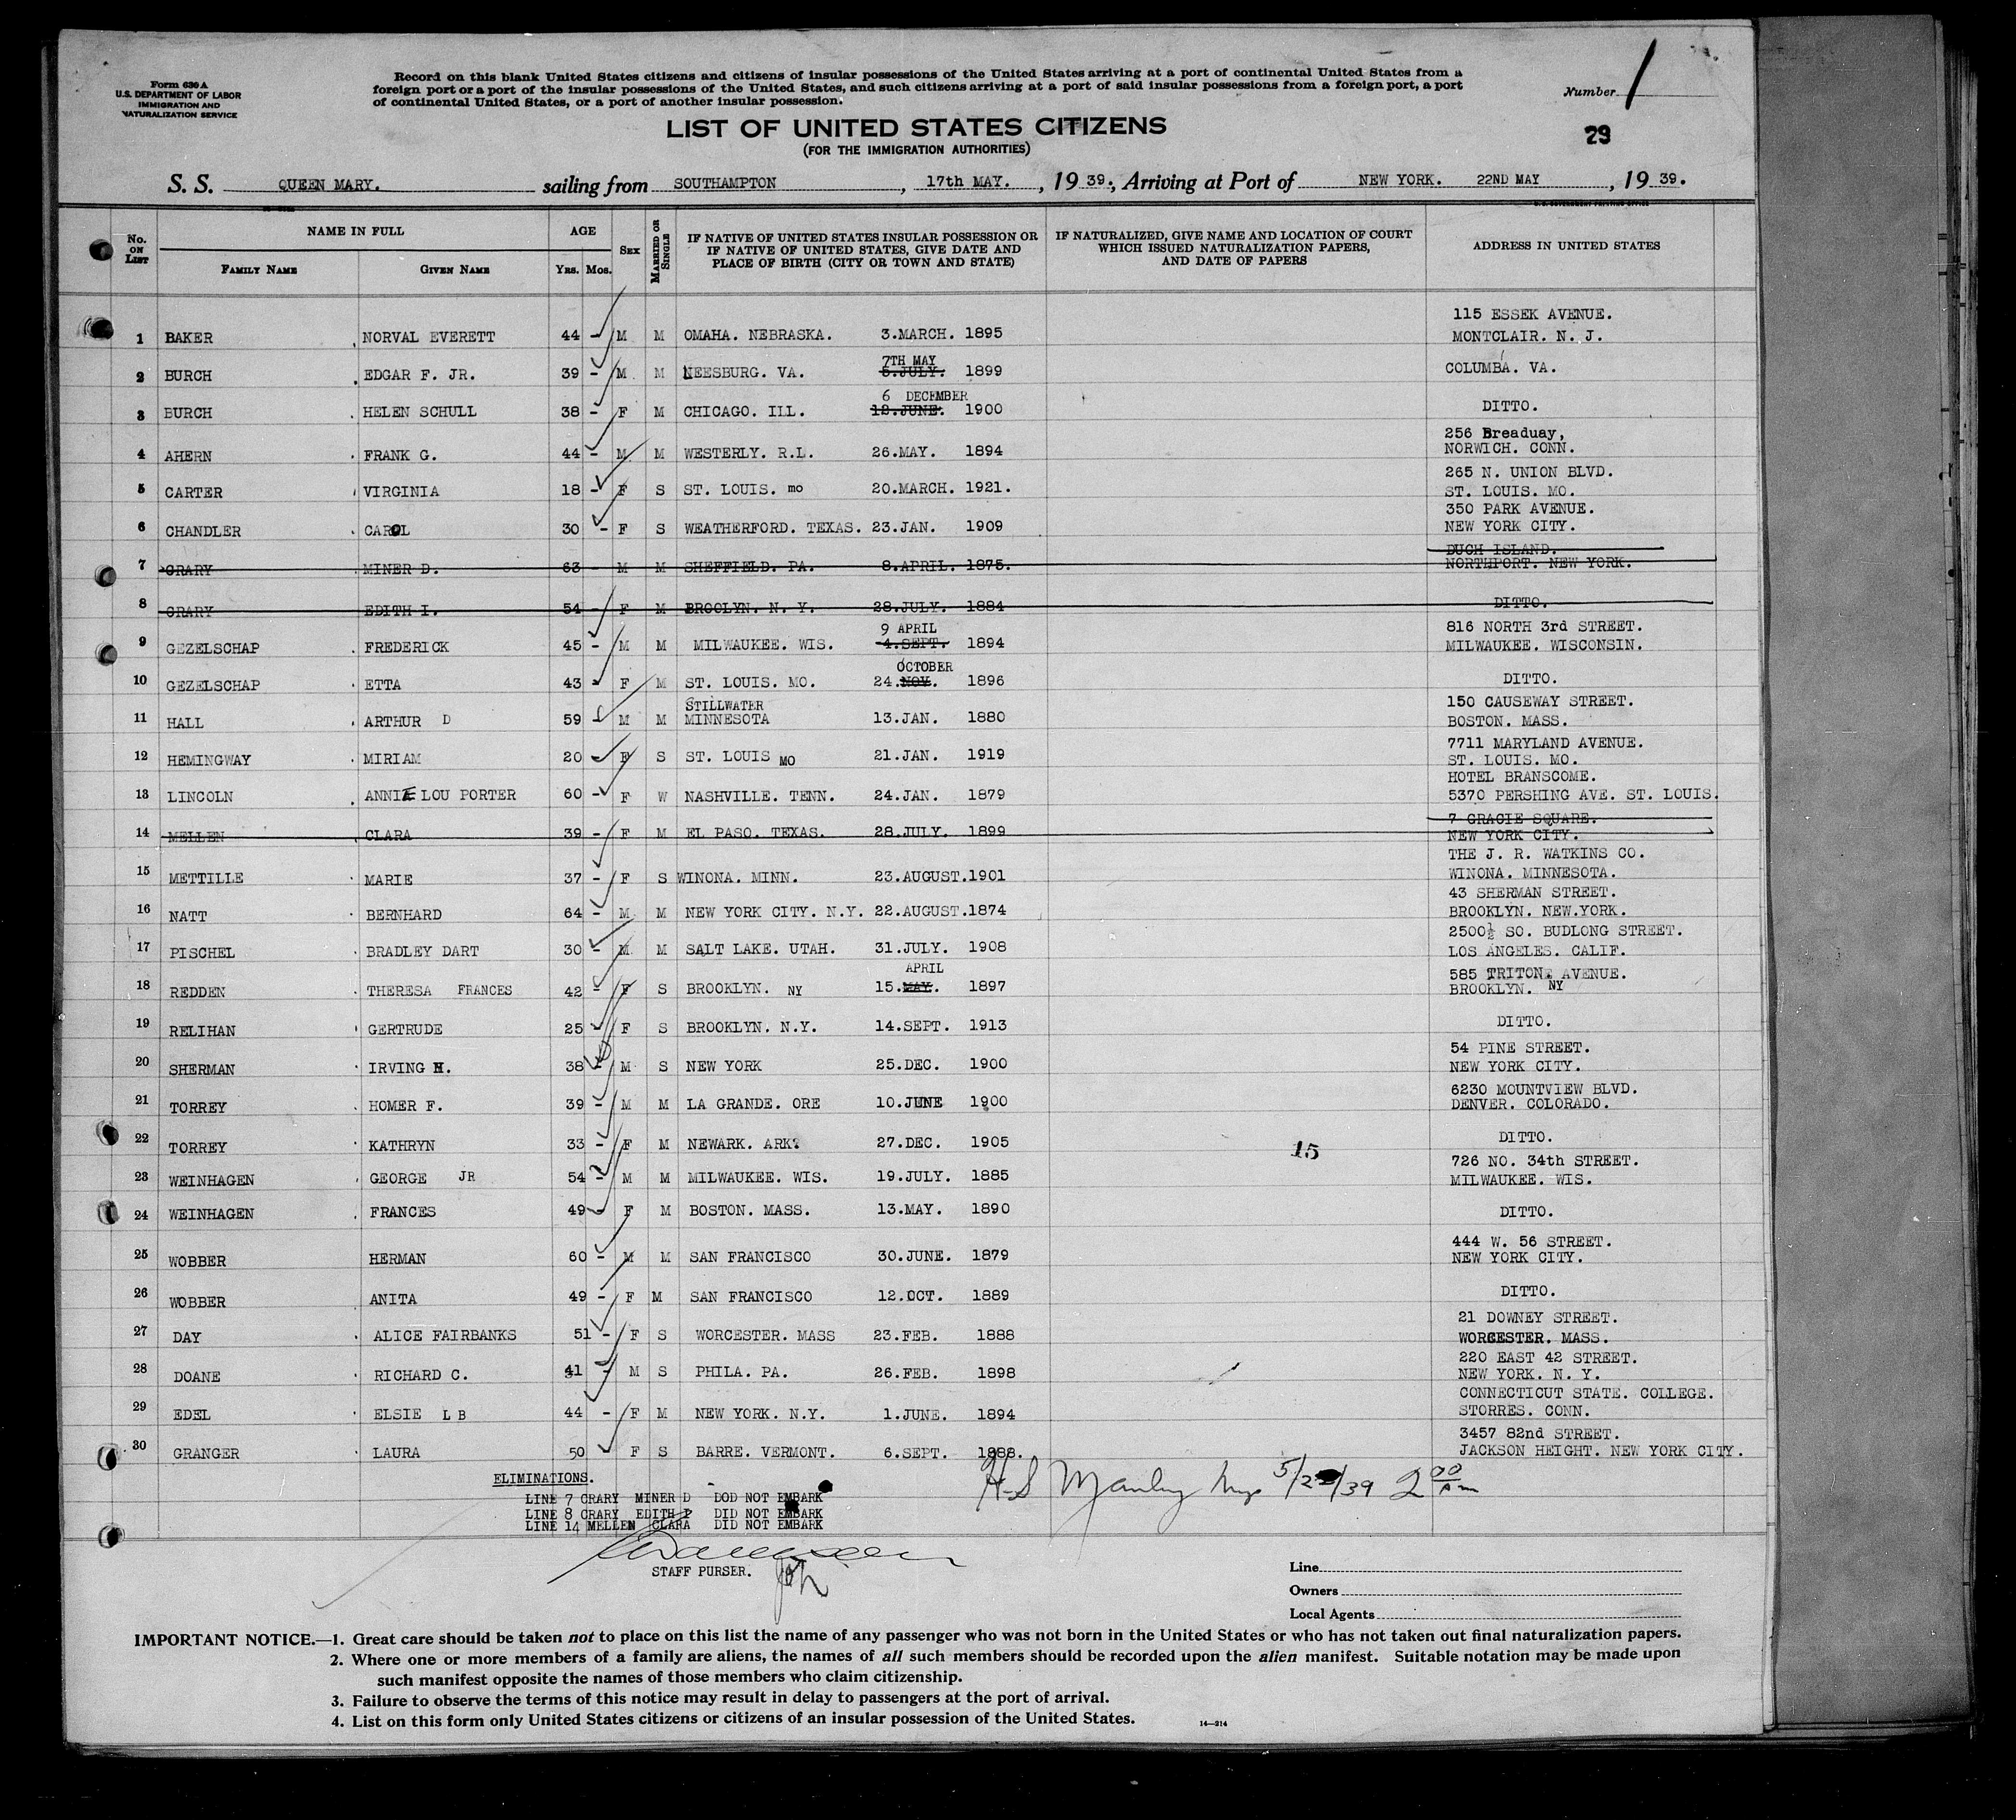 Form 630 A
U.S. DEPARTMENT OF LABOR
IMMIGRATION AND
NATURALIZATION SERVICE
Record on this blank United States citizens and citizens of insular possessions of the United States arriving at a port of continental United States from a
foreign port or a port of the insular possessions of the United States, and such citizens arriving at a port of said insular possessions from a foreign port, a port
of continental United States, or a port of another insular possession.
Number 1
LIST OF UNITED STATES CITIZENS
(FOR THE IMMIGRATION AUTHORITIES)
29
S. S. QUEEN MARY. sailing from SOUTHAMPTON, 17th MAY., 1939., Arriving at Port of NEW YORK. 22ND MAY, 1939.
No. ON LIST NAME IN FULL AGE SEX MARRIED OR SINGLE IF NATIVE OF UNITED STATES INSULAR POSSESSION OR IF NATIVE OF UNITED STATES, GIVE DATE AND PLACE OF BIRTH (CITY OR TOWN AND STATE) IF NATURALIZED, GIVE NAME AND LOCATION OF COURT WHICH ISSUED NATURALIZATION PAPERS, AND DATE OF PAPERS ADDRESS IN UNITED STATES
FAMILY NAME GIVEN NAME YRS. MOS.
115 ESSEK AVENUE.
1 BAKER NORVAL EVERETT 44 - M M OMAHA. NEBRASKA. 3.MARCH. 1895 MONTCLAIR. N. J.
7TH MAY
2 BURCH EDGAR F. JR. 39 - M M LEESBURG. VA. 5.JULY. 1899 COLUMBA. VA.
6 DECEMBER
3 BURCH HELEN SCHULL 38 - F M CHICAGO. ILL. 12.JUNE. 1900 DITTO.
256 Breaduay,
4 AHERN FRANK G. 44 - M M WESTERLY. R.I. 26.MAY. 1894 NORWICH. CONN.
265 N. UNION BLVD.
5 CARTER VIRGINIA 18 - F S ST. LOUIS. mo 20.MARCH. 1921. ST. LOUIS. MO.
350 PARK AVENUE.
6 CHANDLER CAROL 30 - F S WEATHERFORD. TEXAS. 23.JAN. 1909 NEW YORK CITY.
DUCH ISLAND.
7 CRARY MINER D. 63 - M M SHEFFIELD. PA. 8.APRIL. 1875. NORTHPORT. NEW YORK.
8 CRARY EDITH I. 54 - F M BROOLYN. N. Y. 28.JULY. 1884 DITTO.
9 APRIL 816 NORTH 3rd STREET.
9 GEZELSCHAP FREDERICK 45 - M M MILWAUKEE. WIS. 4.SEPT. 1894 MILWAUKEE. WISCONSIN.
OCTOBER
10 GEZELSCHAP ETTA 43 - F M ST. LOUIS. MO. 24.NOV. 1896 DITTO.
STILLWATER 150 CAUSEWAY STREET.
11 HALL ARTHUR D 59 - M M MINNESOTA 13.JAN. 1880 BOSTON. MASS.
7711 MARYLAND AVENUE.
12 HEMINGWAY MIRIAM 20 - F S ST. LOUIS MO 21.JAN. 1919 ST. LOUIS. MO.
HOTEL BRANSCOME.
13 LINCOLN ANNIE LOU PORTER 60 - F W NASHVILLE. TENN. 24.JAN. 1879 5370 PERSHING AVE. ST. LOUIS.
7 GRACIE SQUARE.
14 MELLEN CLARA 39 - F M EL PASO. TEXAS. 28.JULY. 1899 NEW YORK CITY.
THE J. R. WATKINS CO.
15 METTILLE MARIE 37 - F S WINONA. MINN. 23.AUGUST.1901 WINONA. MINNESOTA.
43 SHERMAN STREET.
16 NATT BERNHARD 64 - M M NEW YORK CITY. N.Y. 22.AUGUST.1874 BROOKLYN. NEW.YORK.
2500½ SO. BUDLONG STREET.
17 PISCHEL BRADLEY DART 30 - M M SALT LAKE. UTAH. 31.JULY. 1908 LOS ANGELES. CALIF.
APRIL 585 TRITON. AVENUE.
18 REDDEN THERESA FRANCES 42 - F S BROOKLYN. NY 15.MAY. 1897 BROOKLYN. NY
19 RELIHAN GERTRUDE 25 - F S BROOKLYN. N.Y. 14.SEPT. 1913 DITTO.
54 PINE STREET.
20 SHERMAN IRVING H. 38 - M S NEW YORK 25.DEC. 1900 NEW YORK CITY.
6230 MOUNTVIEW BLVD.
21 TORREY HOMER F. 39 - M M LA GRANDE. ORE 10.JUNE 1900 DENVER. COLORADO.
22 TORREY KATHRYN 33 - F M NEWARK. ARK. 27.DEC. 1905 DITTO.
15
726 NO. 34th STREET.
23 WEINHAGEN GEORGE JR 54 - M M MILWAUKEE. WIS. 19.JULY. 1885 MILWAUKEE. WIS.
24 WEINHAGEN FRANCES 49 - F M BOSTON. MASS. 13.MAY. 1890 DITTO.
444 W. 56 STREET.
25 WOBBER HERMAN 60 - M M SAN FRANCISCO 30.JUNE. 1879 NEW YORK CITY.
26 WOBBER ANITA 49 - F M SAN FRANCISCO 12.OCT. 1889 DITTO.
21 DOWNEY STREET.
27 DAY ALICE FAIRBANKS 51 - F S WORCESTER. MASS 23.FEB. 1888 WORCESTER. MASS.
220 EAST 42 STREET.
28 DOANE RICHARD C. 41 - M S PHILA. PA. 26.FEB. 1898 NEW YORK. N. Y.
CONNECTICUT STATE. COLLEGE.
29 EDEL ELSIE L B 44 - F M NEW YORK. N.Y. 1.JUNE. 1894 STORRES. CONN.
3457 82nd STREET.
30 GRANGER LAURA 50 - F S BARRE. VERMONT. 6.SEPT. 1888. JACKSON HEIGHT. NEW YORK CITY.
ELIMINATIONS.
LINE 7 CRARY MINER D DOD NOT EMBARK
LINE 8 CRARY EDITH I DID NOT EMBARK
LINE 14 MELLEN CLARA DID NOT EMBARK
H S Manley 5/22/39 2 00 pm
STAFF PURSER.
Line
Owners
Local Agents
IMPORTANT NOTICE.—1. Great care should be taken not to place on this list the name of any passenger who was not born in the United States or who has not taken out final naturalization papers.
2. Where one or more members of a family are aliens, the names of all such members should be recorded upon the alien manifest. Suitable notation may be made upon
such manifest opposite the names of those members who claim citizenship.
3. Failure to observe the terms of this notice may result in delay to passengers at the port of arrival.
4. List on this form only United States citizens or citizens of an insular possession of the United States.
14—214